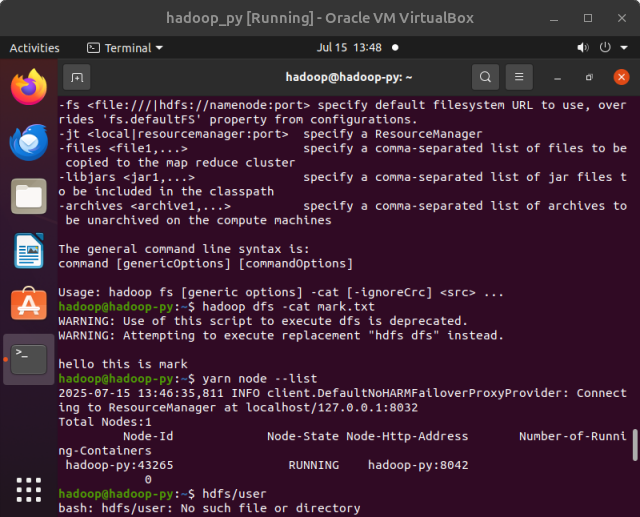 hadoop_py [Running] - Oracle VM VirtualBox
Activities Terminal Jul 15 13:48
hadoop@hadoop-py: ~
-fs <file:///|hdfs://namenode:port> specify default filesystem URL to use, over
rides 'fs.defaultFS' property from configurations.
-jt <local|resourcemanager:port>  specify a ResourceManager
-files <file1,...>                specify a comma-separated list of files to be
 copied to the map reduce cluster
-libjars <jar1,...>               specify a comma-separated list of jar files t
o be included in the classpath
-archives <archive1,...>          specify a comma-separated list of archives to
 be unarchived on the compute machines
The general command line syntax is:
command [genericOptions] [commandOptions]
Usage: hadoop fs [generic options] -cat [-ignoreCrc] <src> ...
hadoop@hadoop-py:~$ hadoop dfs -cat mark.txt
WARNING: Use of this script to execute dfs is deprecated.
WARNING: Attempting to execute replacement "hdfs dfs" instead.
hello this is mark
hadoop@hadoop-py:~$ yarn node --list
2025-07-15 13:46:35,811 INFO client.DefaultNoHARMFailoverProxyProvider: Connect
ing to ResourceManager at localhost/127.0.0.1:8032
Total Nodes:1
         Node-Id             Node-State Node-Http-Address       Number-of-Runni
ng-Containers
 hadoop-py:43265                RUNNING    hadoop-py:8042
            0
hadoop@hadoop-py:~$ hdfs/user
bash: hdfs/user: No such file or directory